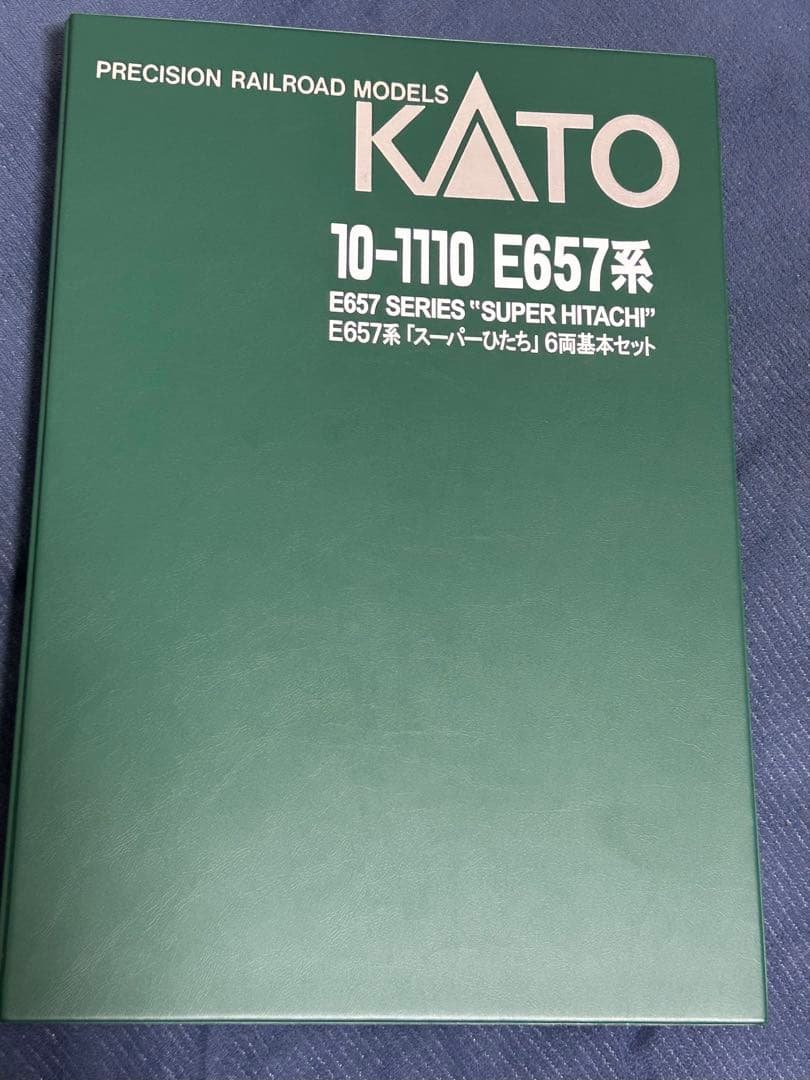 PRECISION RAILROAD MODELS
KATO
10-1110 E657系
E657 SERIES “SUPER HITACHI”
E657系「スーパーひたち」6両基本セット